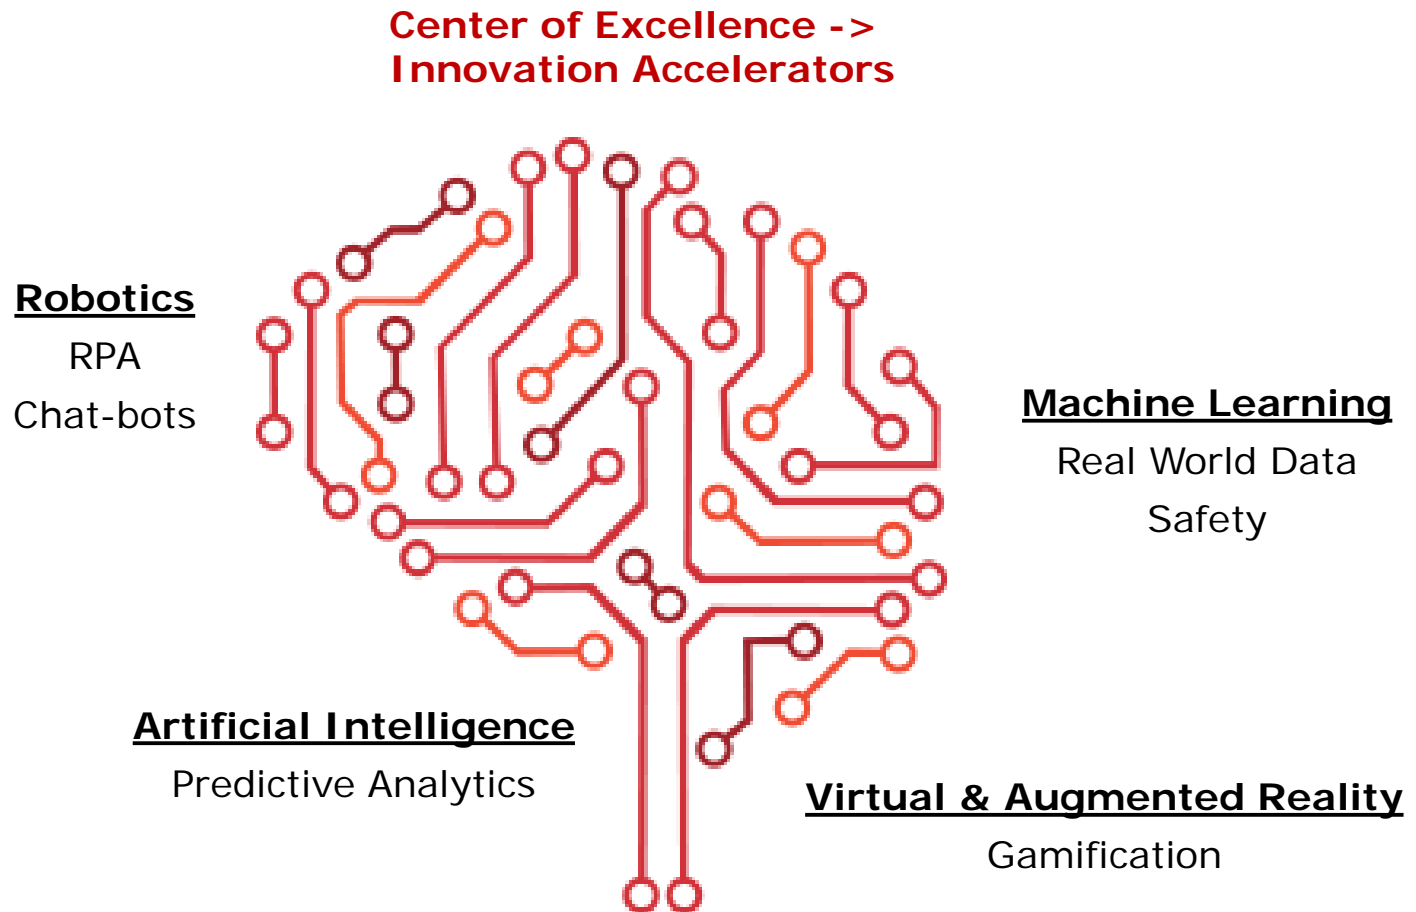 Center of Excellence ->
Innovation Accelerators
Robotics
RPA
Chat-bots
Machine Learning
Real World Data
Safety
Artificial Intelligence
Predictive Analytics
Virtual & Augmented Reality
Gamification